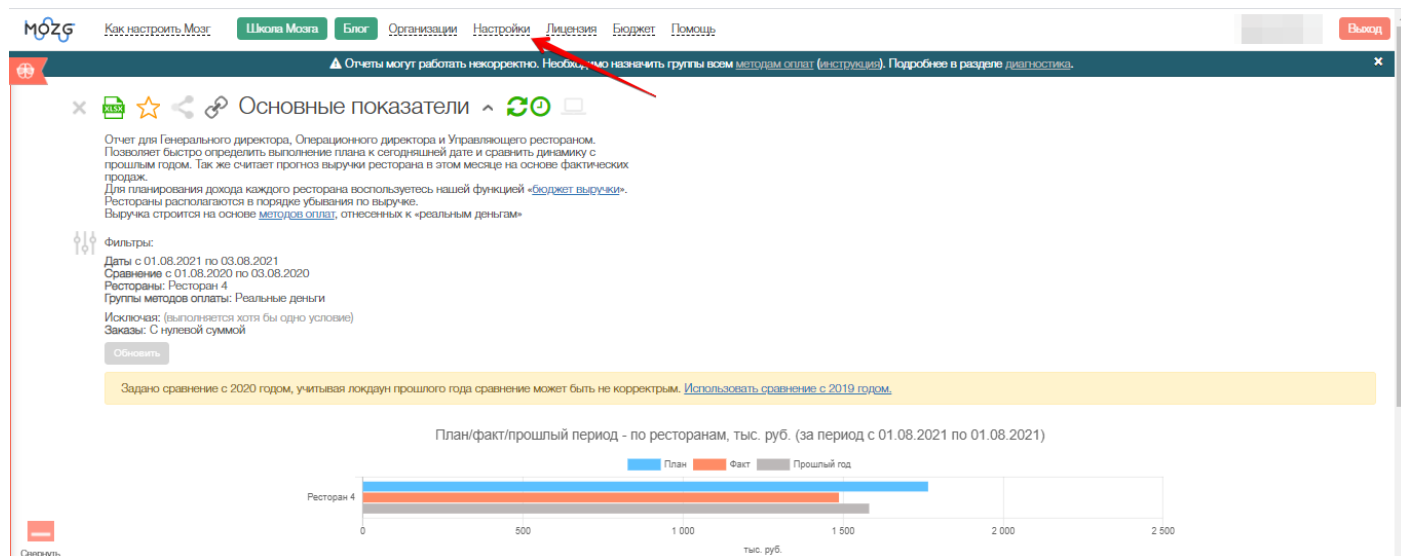 MOZG Как настроить Мозг Школа Мозга Блог Организации Настройки Лицензия Бюджет Помощь Выход
Отчеты могут работать некорректно. Необходимо назначить группы всем методам оплат (инструкция). Подробнее в разделе диагностика. ×
XLSX Основные показатели
Отчет для Генерального директора, Операционного директора и Управляющего рестораном.
Позволяет быстро определить выполнение плана к сегодняшней дате и сравнить динамику с
прошлым годом. Так же считает прогноз выручки ресторана в этом месяце на основе фактических
продаж.
Для планирования дохода каждого ресторана воспользуетесь нашей функцией «бюджет выручки».
Рестораны располагаются в порядке убывания по выручке.
Выручка строится на основе методов оплат, отнесенных к «реальным деньгам»
Фильтры:
Даты с 01.08.2021 по 03.08.2021
Сравнение с 01.08.2020 по 03.08.2020
Рестораны: Ресторан 4
Группы методов оплаты: Реальные деньги
Исключая: (выполняется хотя бы одно условие)
Заказы: С нулевой суммой
Обновить
Задано сравнение с 2020 годом, учитывая локдаун прошлого года сравнение может быть не корректрым. Использовать сравнение с 2019 годом.
План/факт/прошлый период - по ресторанам, тыс. руб. (за период с 01.08.2021 по 01.08.2021)
План Факт Прошлый год
Ресторан 4
0 500 1 000 1 500 2 000 2 500
тыс. руб.
Свернуть